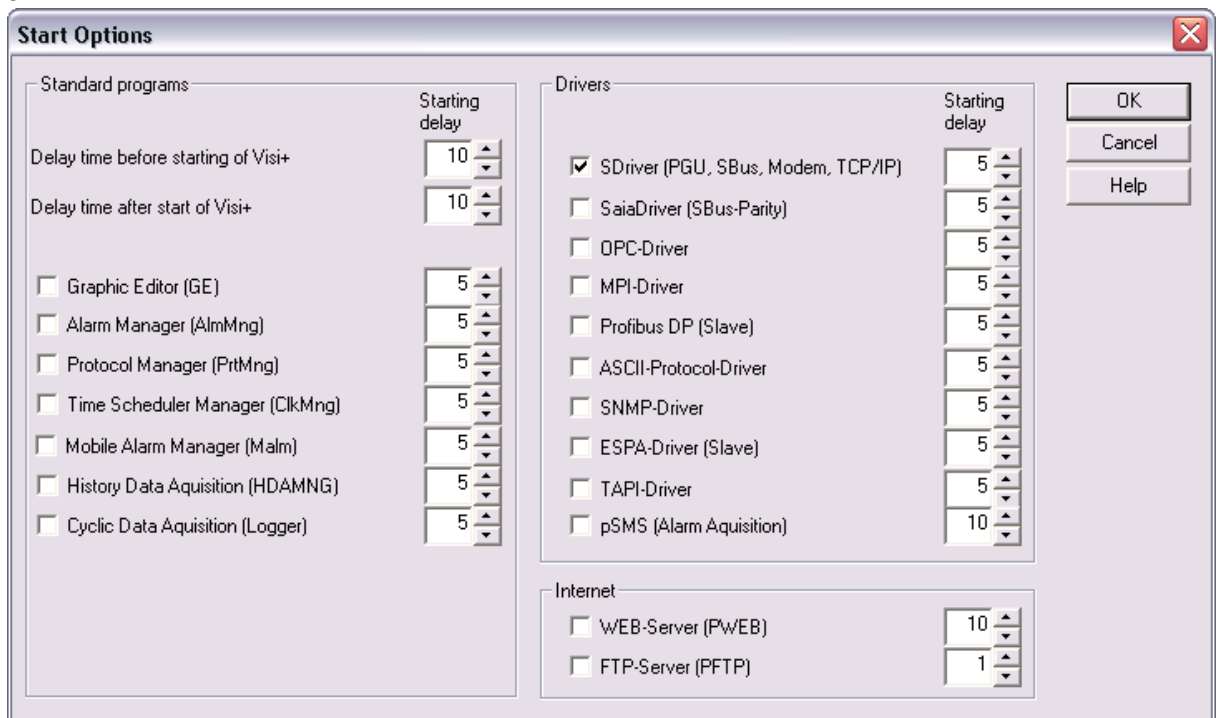 Start Options
Standard programs
Starting
delay
Delay time before starting of Visi+ 10
Delay time after start of Visi+ 10
Graphic Editor (GE) 5
Alarm Manager (AlmMng) 5
Protocol Manager (PrtMng) 5
Time Scheduler Manager (ClkMng) 5
Mobile Alarm Manager (Malm) 5
History Data Aquisition (HDAMNG) 5
Cyclic Data Aquisition (Logger) 5
Drivers
Starting
delay
SDriver (PGU, SBus, Modem, TCP/IP) 5
SaiaDriver (SBus-Parity) 5
OPC-Driver 5
MPI-Driver 5
Profibus DP (Slave) 5
ASCII-Protocol-Driver 5
SNMP-Driver 5
ESPA-Driver (Slave) 5
TAPI-Driver 5
pSMS (Alarm Aquisition) 10
Internet
WEB-Server (PWEB) 10
FTP-Server (PFTP) 1
OK
Cancel
Help